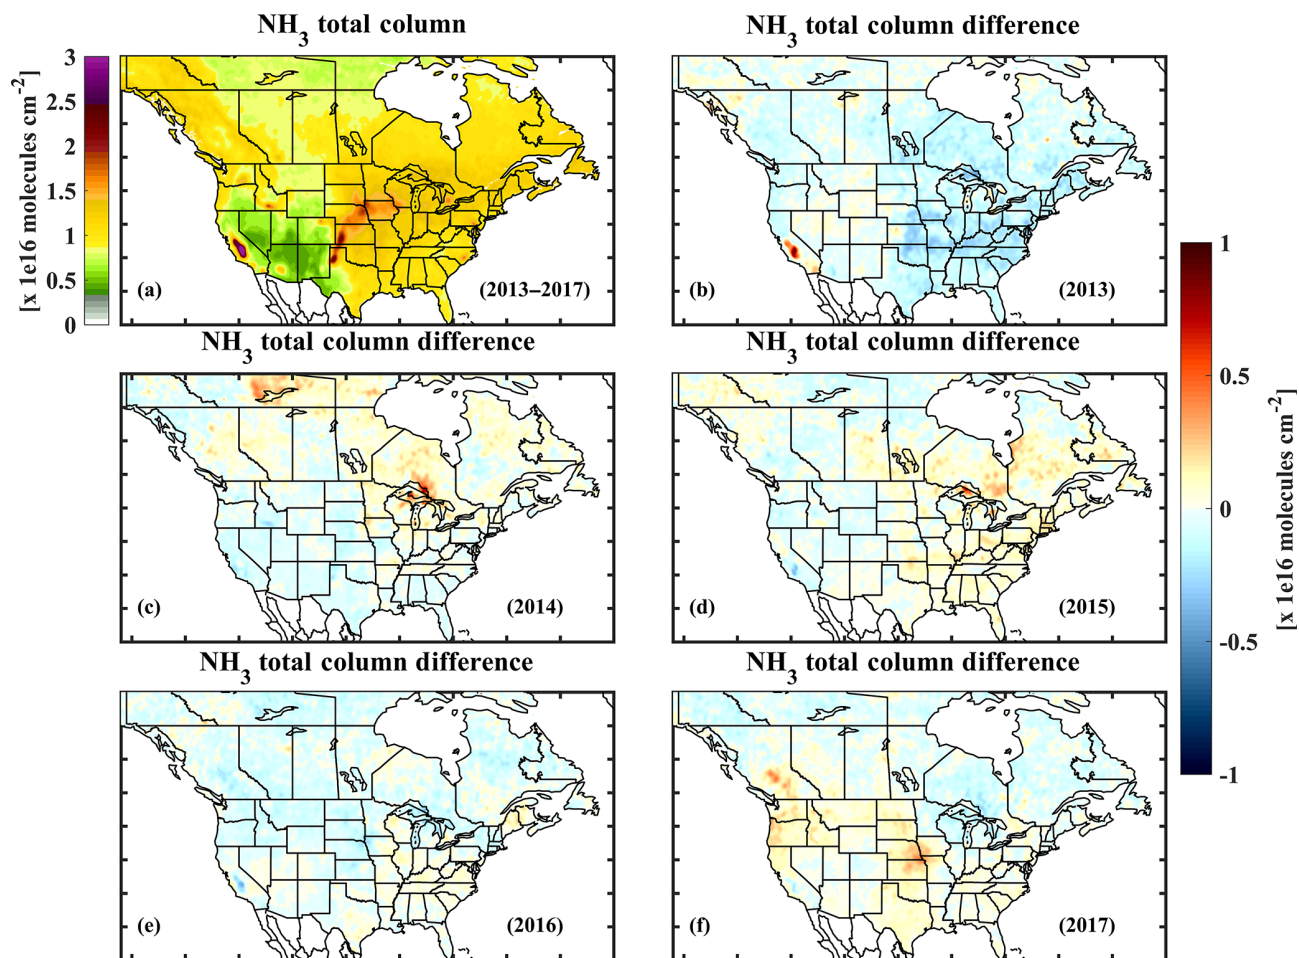 NH3 total column
NH3 total column difference
3
2.5
2
1.5
1
0.5
0
[x 1e16 molecules cm-2]
(a)
(2013–2017)
(b)
(2013)
NH3 total column difference
NH3 total column difference
(c)
(2014)
(d)
(2015)
1
0.5
0
-0.5
-1
[x 1e16 molecules cm-2]
NH3 total column difference
NH3 total column difference
(e)
(2016)
(f)
(2017)